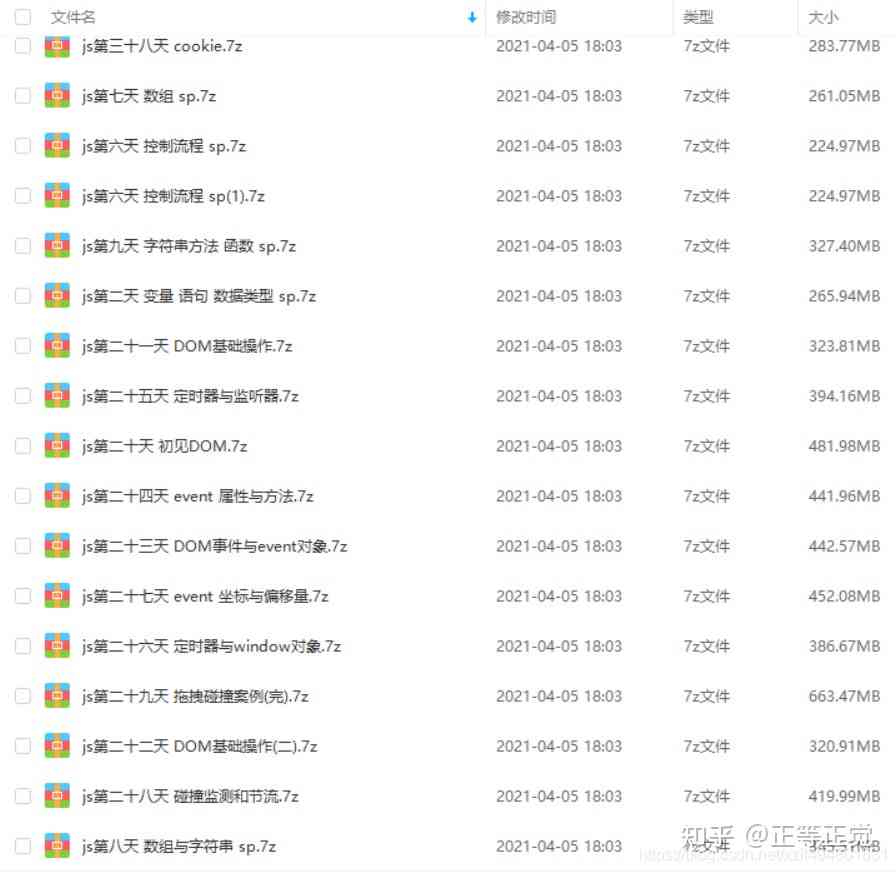 文件名 修改时间 类型 大小
js第三十八天 cookie.7z 2021-04-05 18:03 7z文件 283.77MB
js第七天 数组 sp.7z 2021-04-05 18:03 7z文件 261.05MB
js第六天 控制流程 sp.7z 2021-04-05 18:03 7z文件 224.97MB
js第六天 控制流程 sp(1).7z 2021-04-05 18:03 7z文件 224.97MB
js第九天 字符串方法 函数 sp.7z 2021-04-05 18:03 7z文件 327.40MB
js第二天 变量 语句 数据类型 sp.7z 2021-04-05 18:03 7z文件 265.94MB
js第二十一天 DOM基础操作.7z 2021-04-05 18:03 7z文件 323.81MB
js第二十五天 定时器与监听器.7z 2021-04-05 18:03 7z文件 394.16MB
js第二十天 初见DOM.7z 2021-04-05 18:03 7z文件 481.98MB
js第二十四天 event 属性与方法.7z 2021-04-05 18:03 7z文件 441.96MB
js第二十三天 DOM事件与event对象.7z 2021-04-05 18:03 7z文件 442.57MB
js第二十七天 event 坐标与偏移量.7z 2021-04-05 18:03 7z文件 452.08MB
js第二十六天 定时器与window对象.7z 2021-04-05 18:03 7z文件 386.67MB
js第二十九天 拖拽碰撞案例(完).7z 2021-04-05 18:03 7z文件 663.47MB
js第二十二天 DOM基础操作(二).7z 2021-04-05 18:03 7z文件 320.91MB
js第二十八天 碰撞监测和节流.7z 2021-04-05 18:03 7z文件 419.99MB
js第八天 数组与字符串 sp.7z 2021-04-05 18:03 7z文件
知乎 @正等正觉